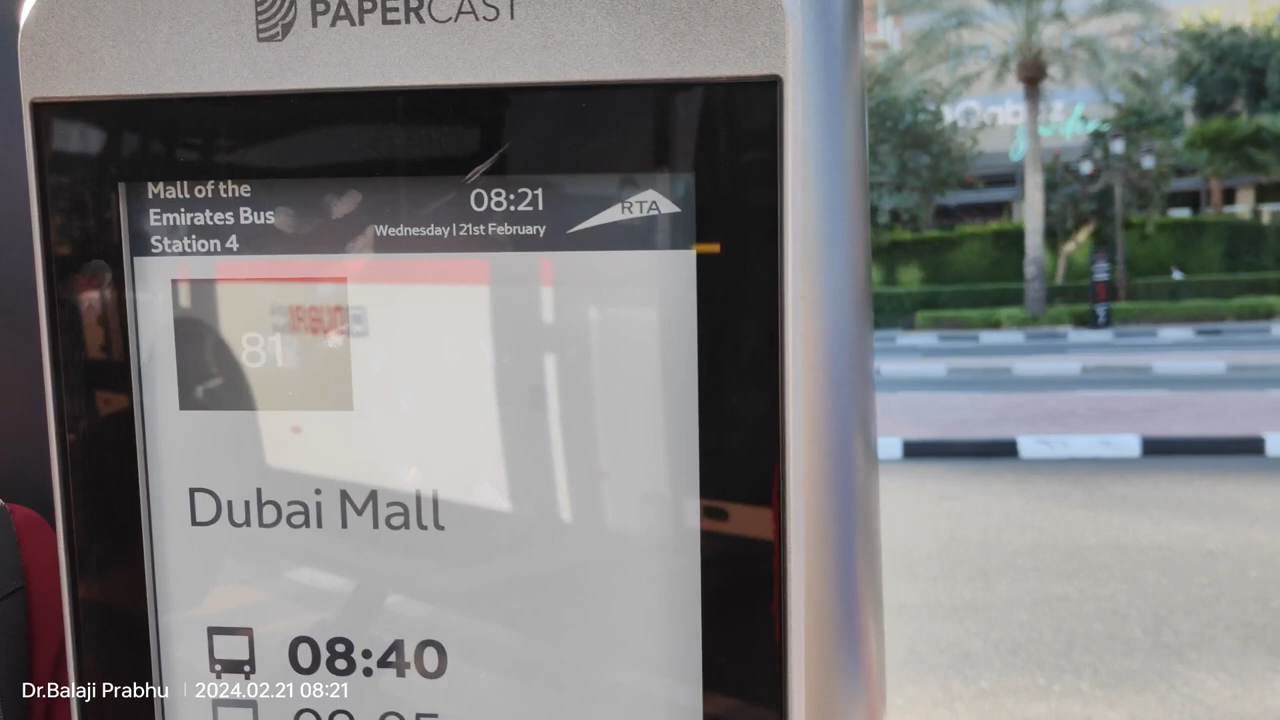 PAPERCAST
Mall of the
Emirates Bus
Station 4
08:21
Wednesday | 21st February
RTA
81
Dubai Mall
08:40
Dr.Balaji Prabhu | 2024.02.21 08:21